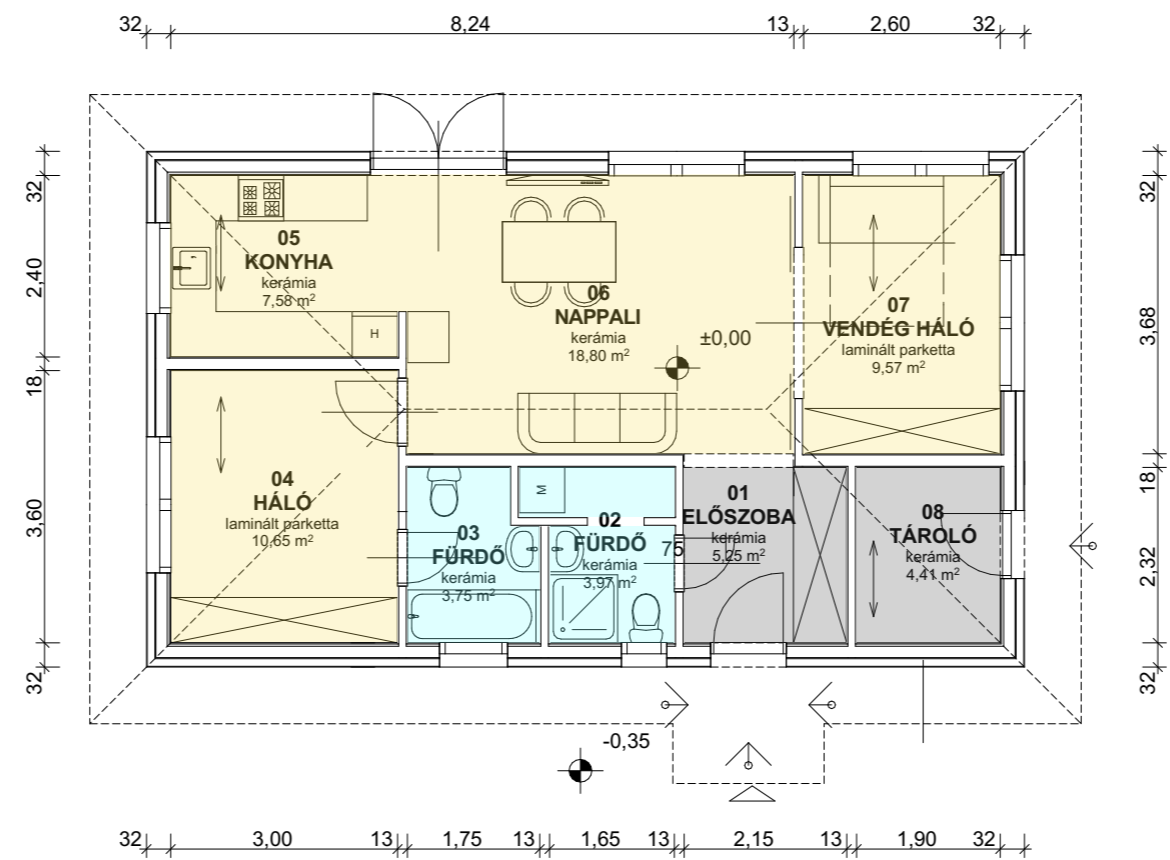 32 8,24 13 2,60 32
32
2,40
18
3,60
32
32
3,68
18
2,32
32
05
KONYHA
kerámia
7,58 m²
H
06
NAPPALI
kerámia
18,80 m²
±0,00
07
VENDÉG HÁLÓ
laminált parketta
9,57 m²
04
HÁLÓ
laminált parketta
10,65 m²
03
FÜRDŐ
kerámia
3,75 m²
M
02
FÜRDŐ
kerámia
3,97 m²
75
01
ELŐSZOBA
kerámia
5,25 m²
08
TÁROLÓ
kerámia
4,41 m²
-0,35
32 3,00 13 1,75 13 1,65 13 2,15 13 1,90 32